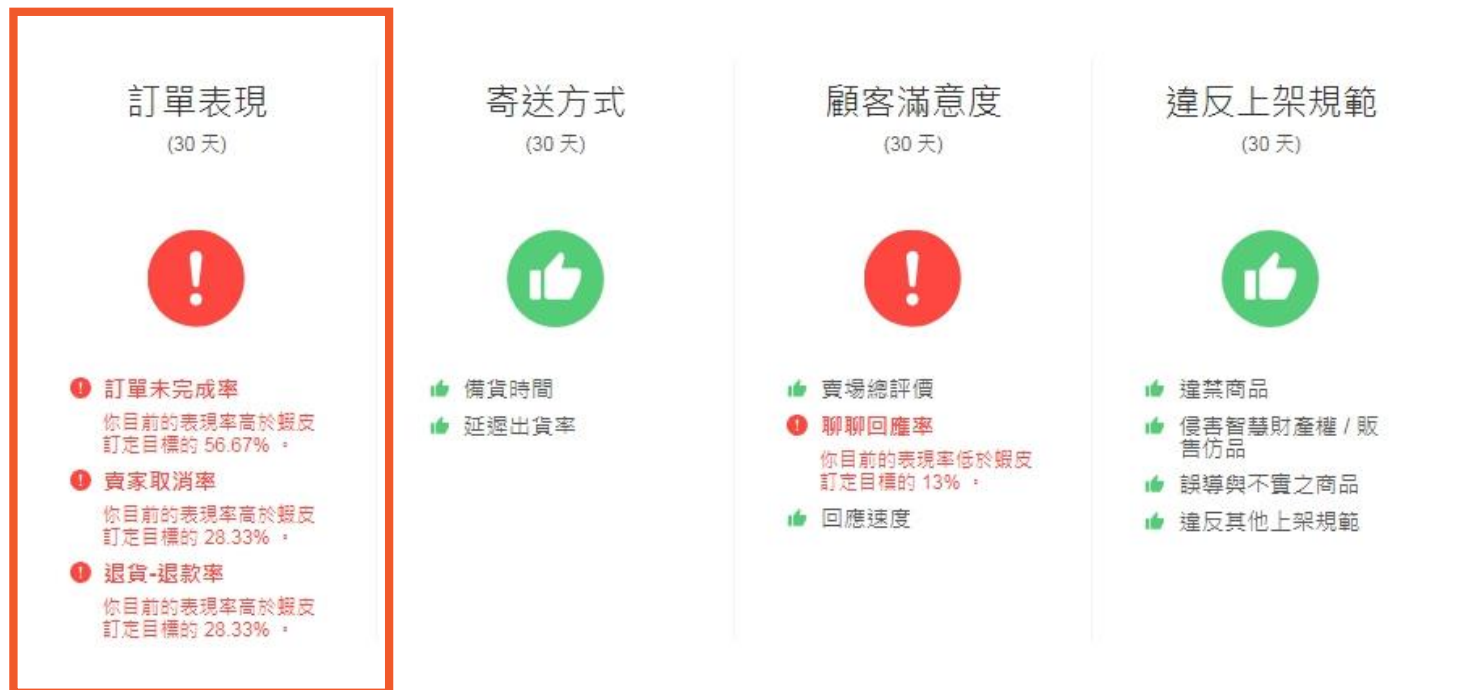 訂單表現
(30 天)
訂單未完成率
你目前的表現率高於蝦皮
訂定目標的 56.67% 。
賣家取消率
你目前的表現率高於蝦皮
訂定目標的 28.33% 。
退貨-退款率
你目前的表現率高於蝦皮
訂定目標的 28.33% 。
寄送方式
(30 天)
備貨時間
延遲出貨率
顧客滿意度
(30 天)
賣場總評價
聊聊回應率
你目前的表現率低於蝦皮
訂定目標的 13% 。
回應速度
違反上架規範
(30 天)
違禁商品
侵害智慧財產權 / 販
售仿品
誤導與不實之商品
違反其他上架規範